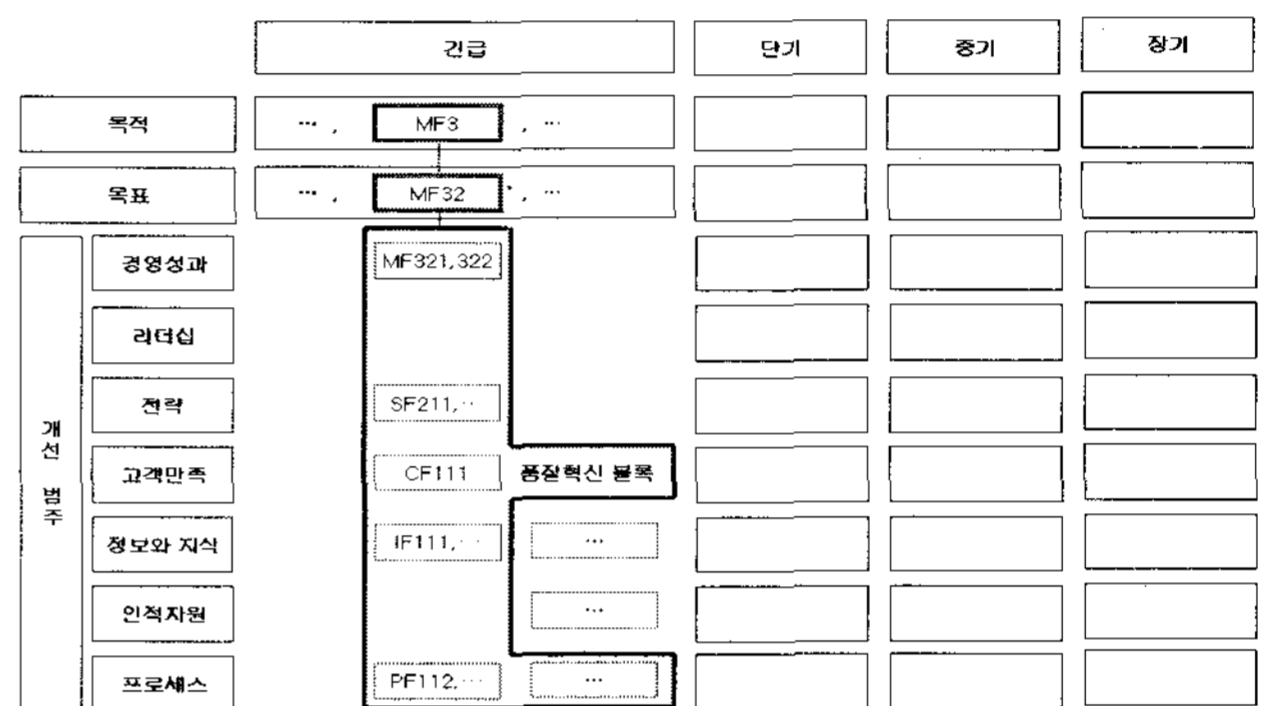 긴급 단기 중기 장기
목적 ··· , MF3 , ···
목표 ··· , MF32 , ···
개선 범주
경영성과 MF321,322
리더십
전략 SF211,··
고객만족 CF111 품질혁신 블록
정보와 지식 IF111,··· ···
인적자원 ···
프로세스 PF112,··· ···